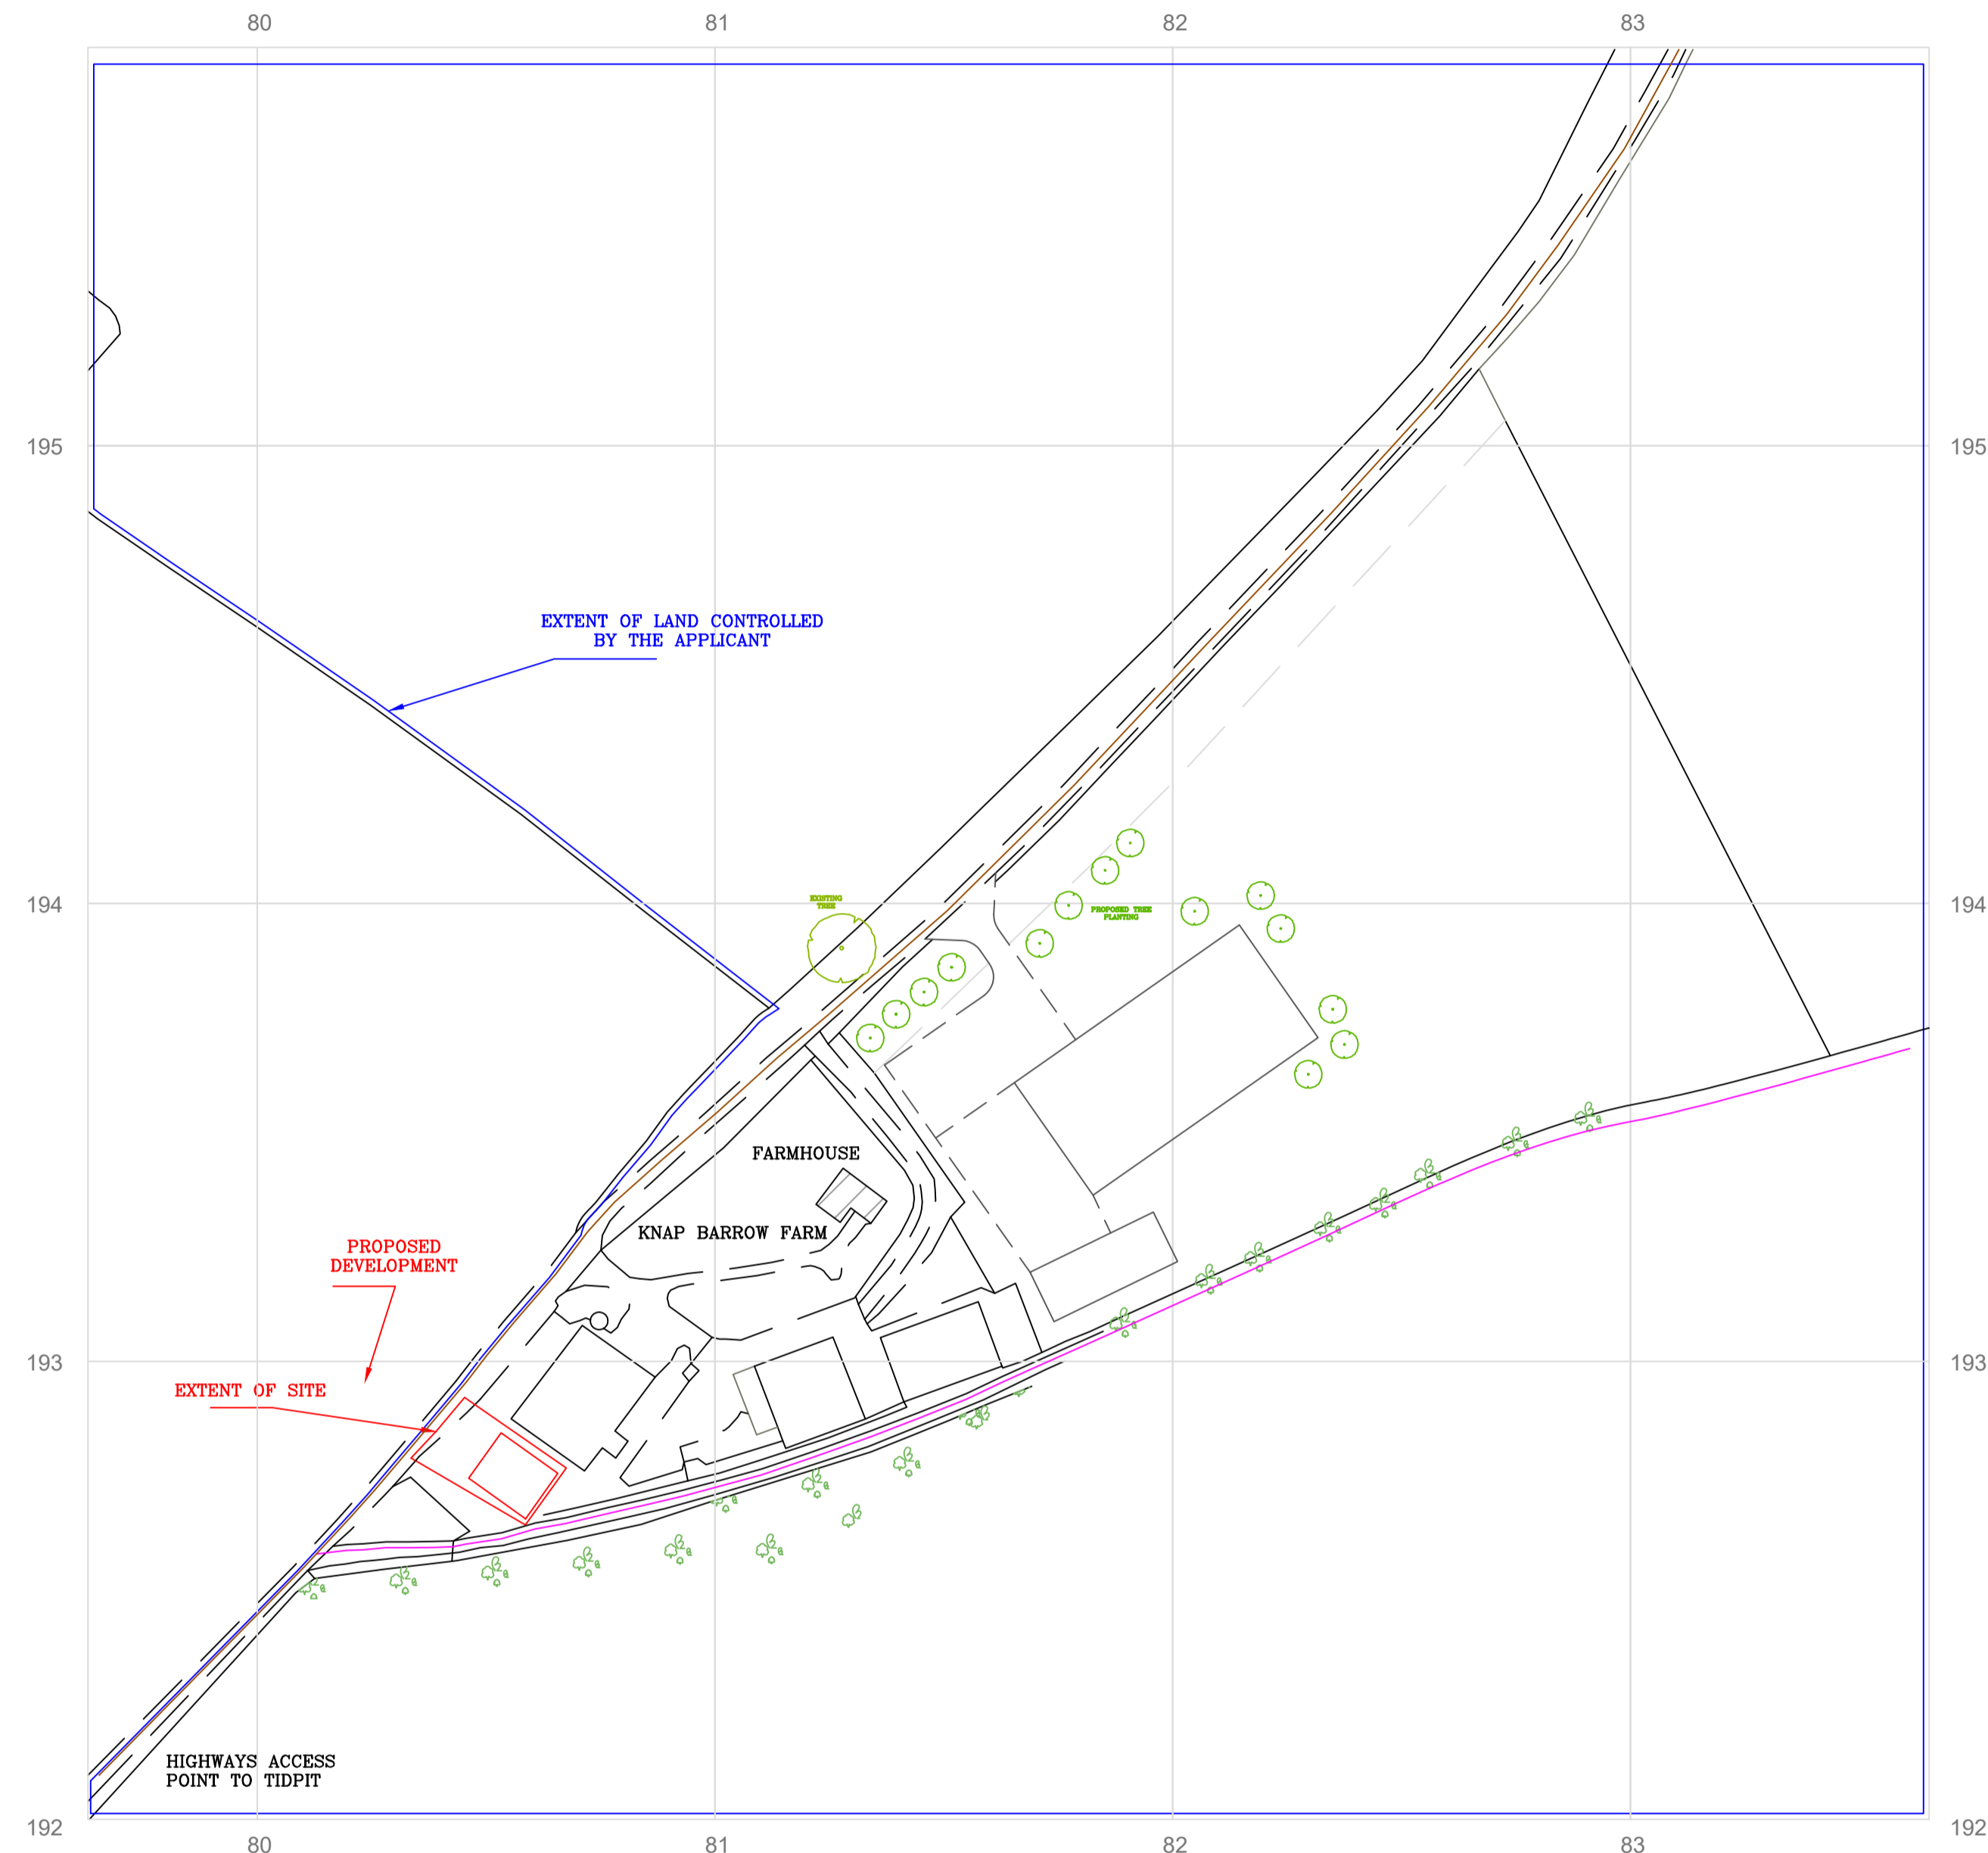 80 81 82 83
195 195
EXTENT OF LAND CONTROLLED
BY THE APPLICANT
194 194
EXISTING
TREE
PROPOSED TREE
PLANTING
FARMHOUSE
KNAP BARROW FARM
PROPOSED
DEVELOPMENT
193 193
EXTENT OF SITE
HIGHWAYS ACCESS
POINT TO TIDPIT
192 192
80 81 82 83